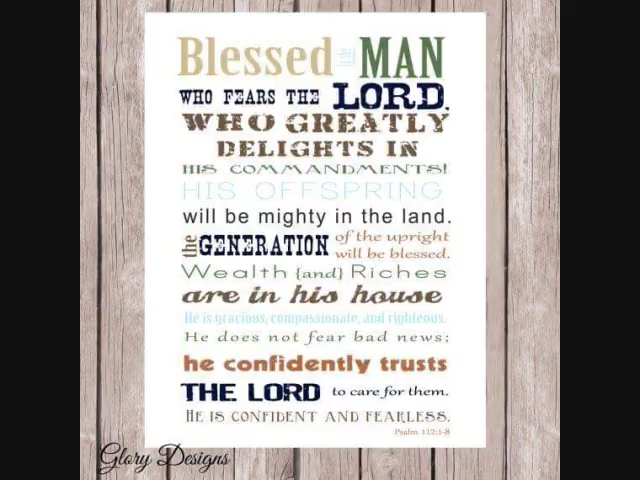 Blessed is the MAN
WHO FEARS THE LORD,
WHO GREATLY
DELIGHTS IN
HIS COMMANDMENTS!
HIS OFFSPRING
will be mighty in the land.
the GENERATION of the upright
will be blessed.
Wealth {and} Riches
are in his house
He is gracious, compassionate, and righteous.
He does not fear bad news;
he confidently trusts
THE LORD to care for them.
HE IS CONFIDENT AND FEARLESS.
Psalm 112:1-8
Glory Designs